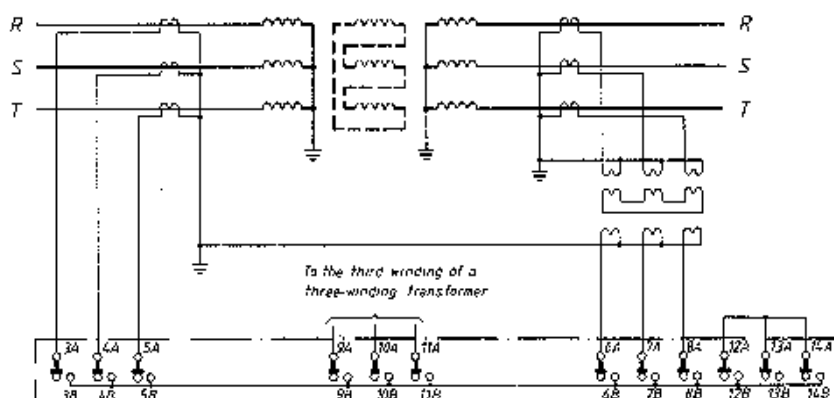 R R
S S
T T
To the third winding of a
three-winding transformer
3A 4A 5A 9A 10A 11A 6A 7A 8A 12A 13A 14A
3B 4B 5B 9B 10B 11B 6B 7B 8B 12B 13B 14B